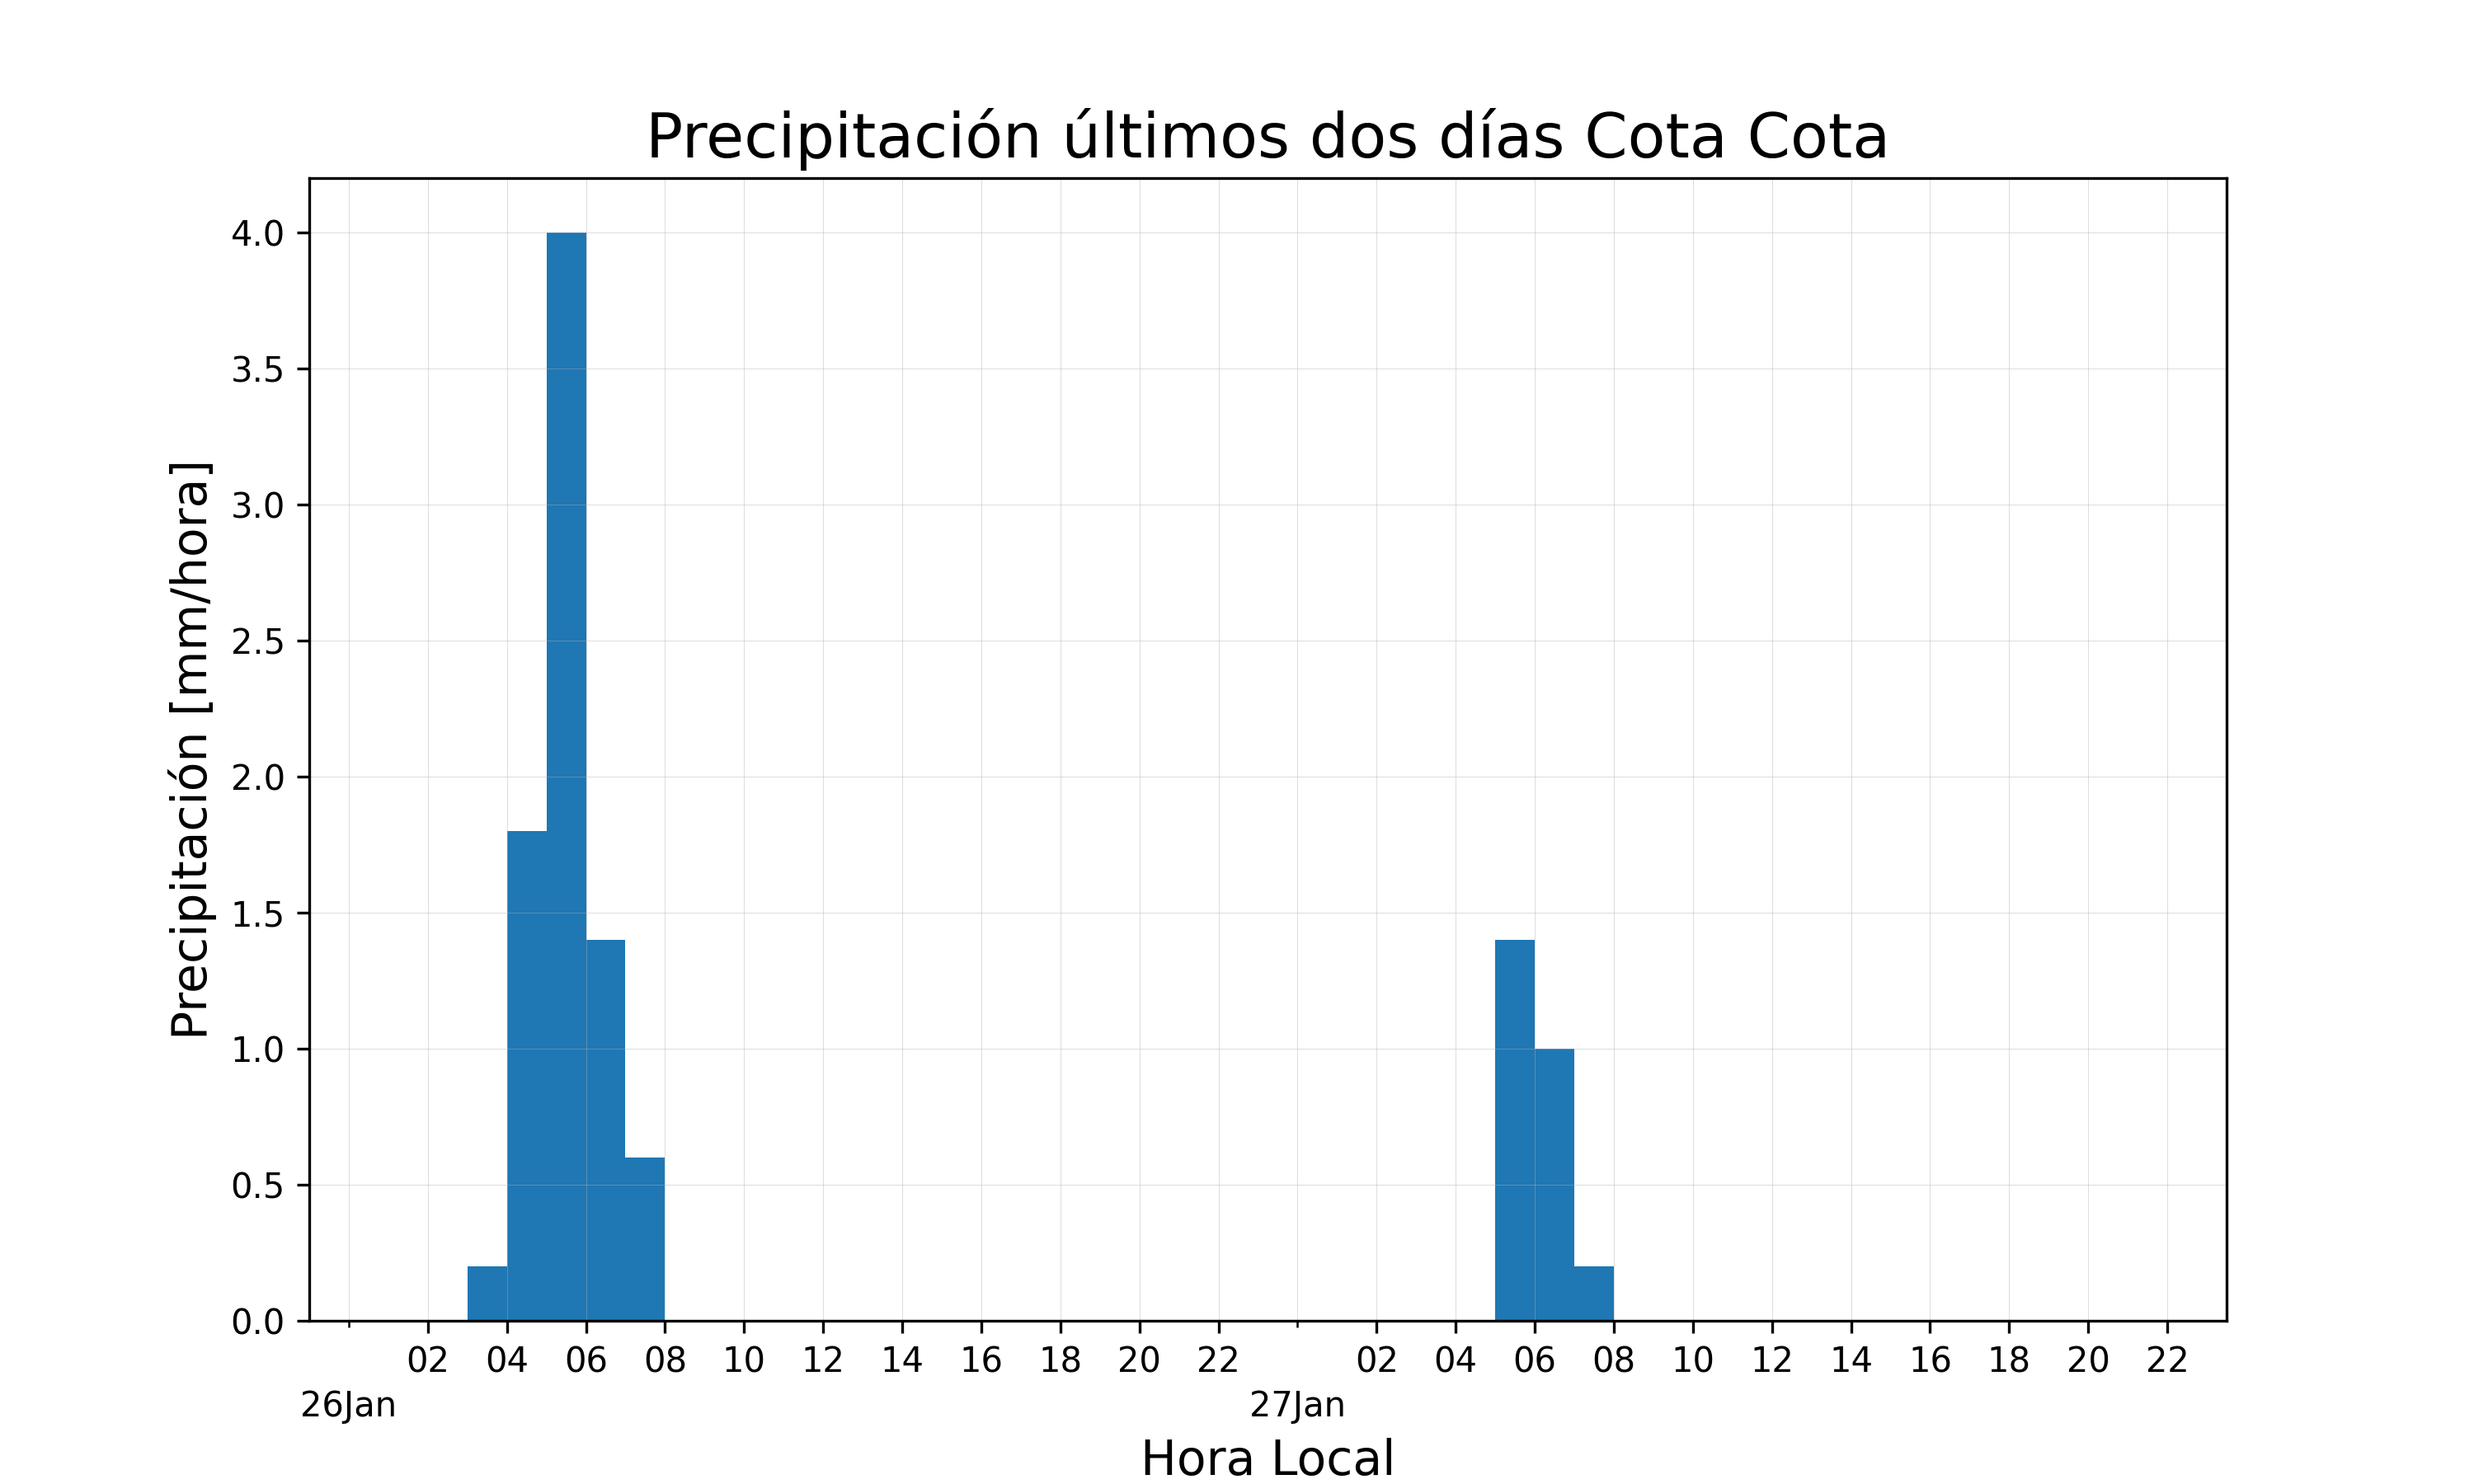 Precipitación últimos dos días Cota Cota
Precipitación [mm/hora]
4.0
3.5
3.0
2.5
2.0
1.5
1.0
0.5
0.0
02 04 06 08 10 12 14 16 18 20 22 02 04 06 08 10 12 14 16 18 20 22
26Jan 27Jan
Hora Local